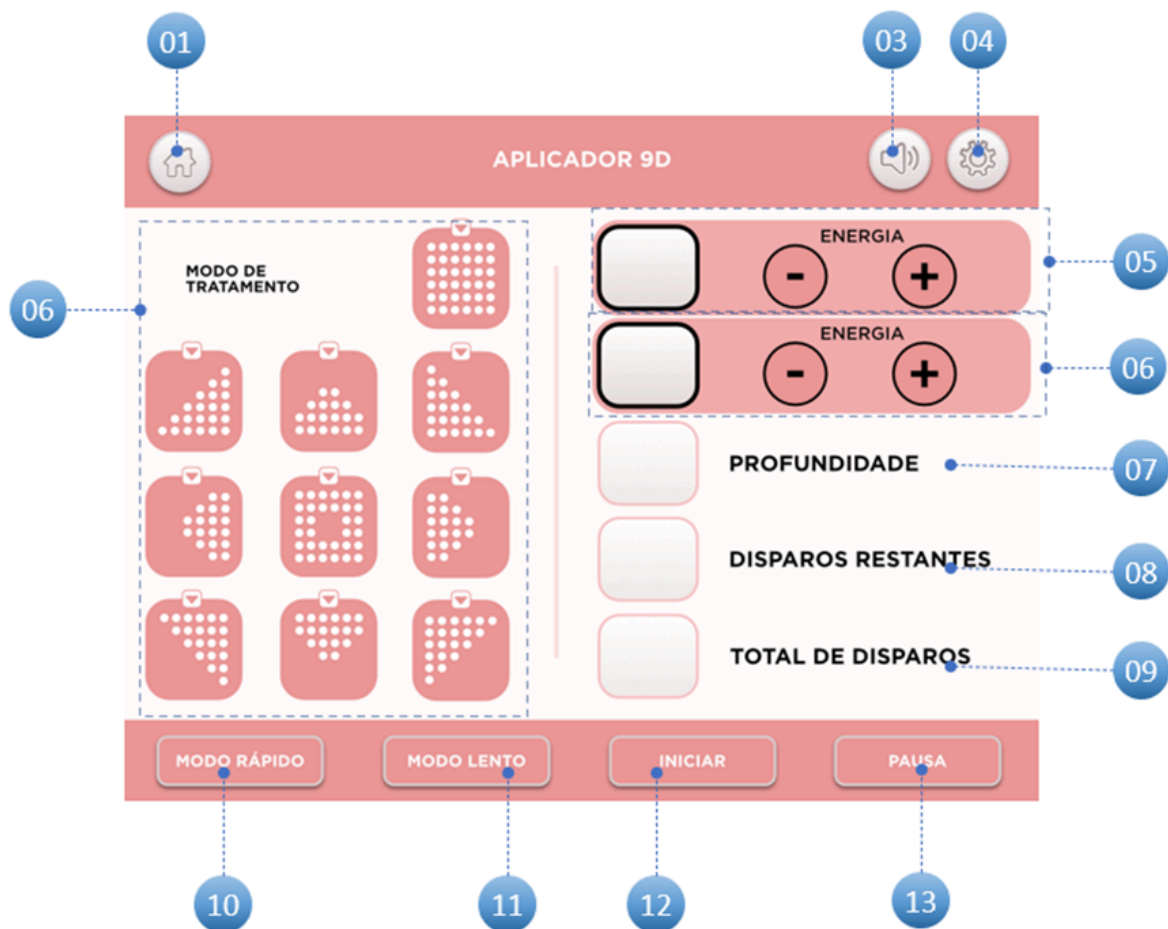 01
03
04
APLICADOR 9D
MODO DE
TRATAMENTO
ENERGIA
- +
05
06
ENERGIA
- +
06
PROFUNDIDADE
07
DISPAROS RESTANTES
08
TOTAL DE DISPAROS
09
MODO RÁPIDO
MODO LENTO
INICIAR
PAUSA
10
11
12
13